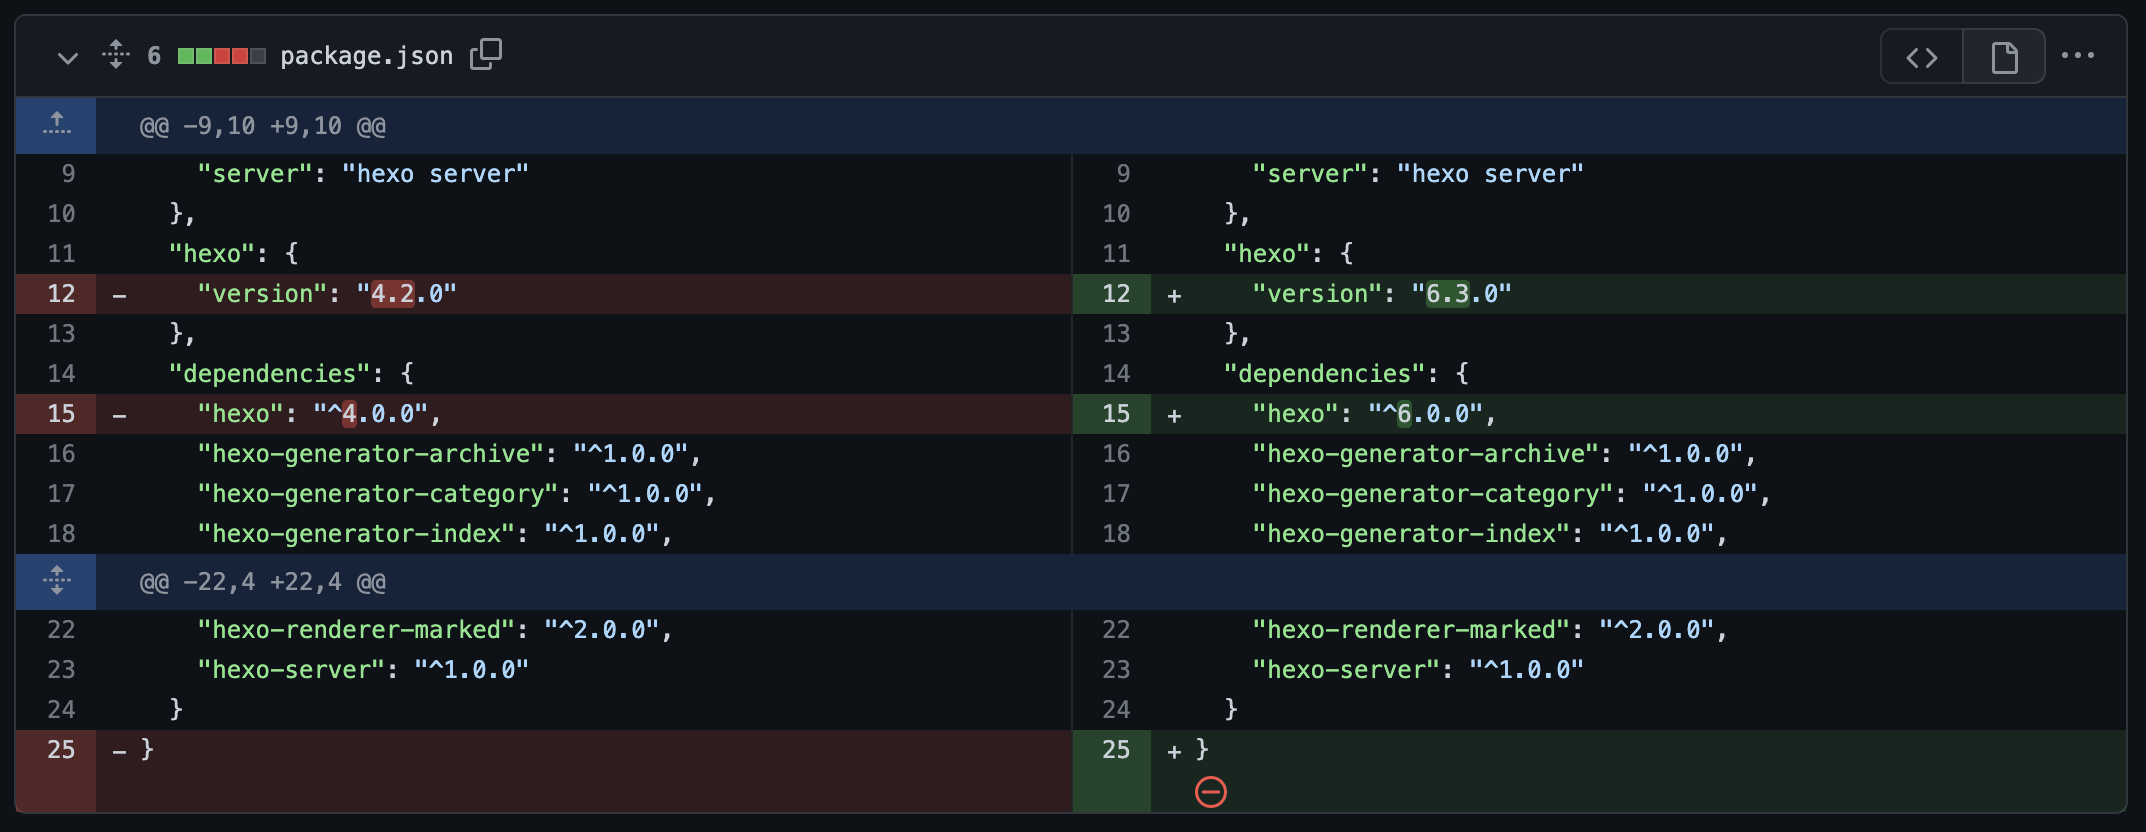 6 package.json
@@ -9,10 +9,10 @@
9 "server": "hexo server"
10 },
11 "hexo": {
12 - "version": "4.2.0"
13 },
14 "dependencies": {
15 - "hexo": "^4.0.0",
16 "hexo-generator-archive": "^1.0.0",
17 "hexo-generator-category": "^1.0.0",
18 "hexo-generator-index": "^1.0.0",
9 "server": "hexo server"
10 },
11 "hexo": {
12 + "version": "6.3.0"
13 },
14 "dependencies": {
15 + "hexo": "^6.0.0",
16 "hexo-generator-archive": "^1.0.0",
17 "hexo-generator-category": "^1.0.0",
18 "hexo-generator-index": "^1.0.0",
@@ -22,4 +22,4 @@
22 "hexo-renderer-marked": "^2.0.0",
23 "hexo-server": "^1.0.0"
24 }
25 - }
22 "hexo-renderer-marked": "^2.0.0",
23 "hexo-server": "^1.0.0"
24 }
25 + }